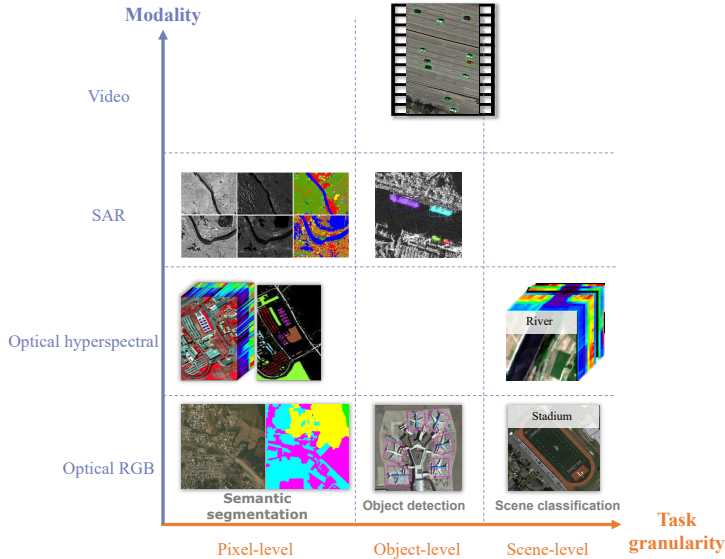 Modality
Video
SAR
Optical hyperspectral
River
Optical RGB
Stadium
Semantic
segmentation
Object detection
Scene classification
Pixel-level
Object-level
Scene-level
Task
granularity